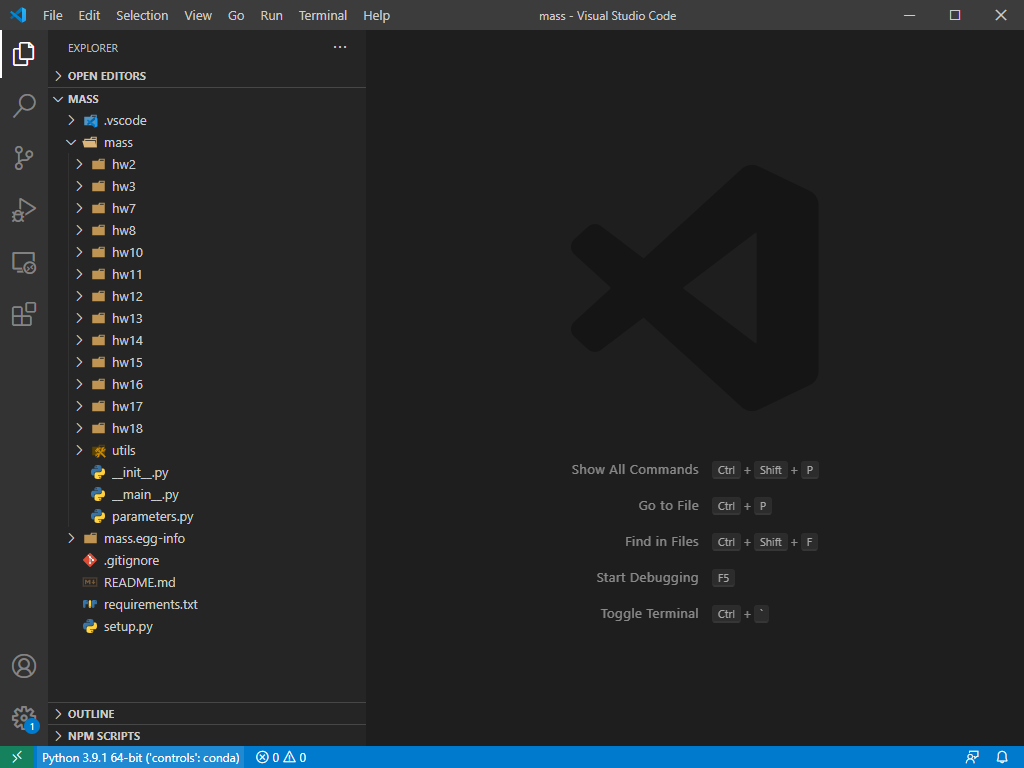 File Edit Selection View Go Run Terminal Help mass - Visual Studio Code
EXPLORER
OPEN EDITORS
MASS
.vscode
mass
hw2
hw3
hw7
hw8
hw10
hw11
hw12
hw13
hw14
hw15
hw16
hw17
hw18
utils
__init__.py
__main__.py
parameters.py
mass.egg-info
.gitignore
README.md
requirements.txt
setup.py
OUTLINE
NPM SCRIPTS
Show All Commands Ctrl + Shift + P
Go to File Ctrl + P
Find in Files Ctrl + Shift + F
Start Debugging F5
Toggle Terminal Ctrl + `
1
Python 3.9.1 64-bit ('controls': conda) 0 0